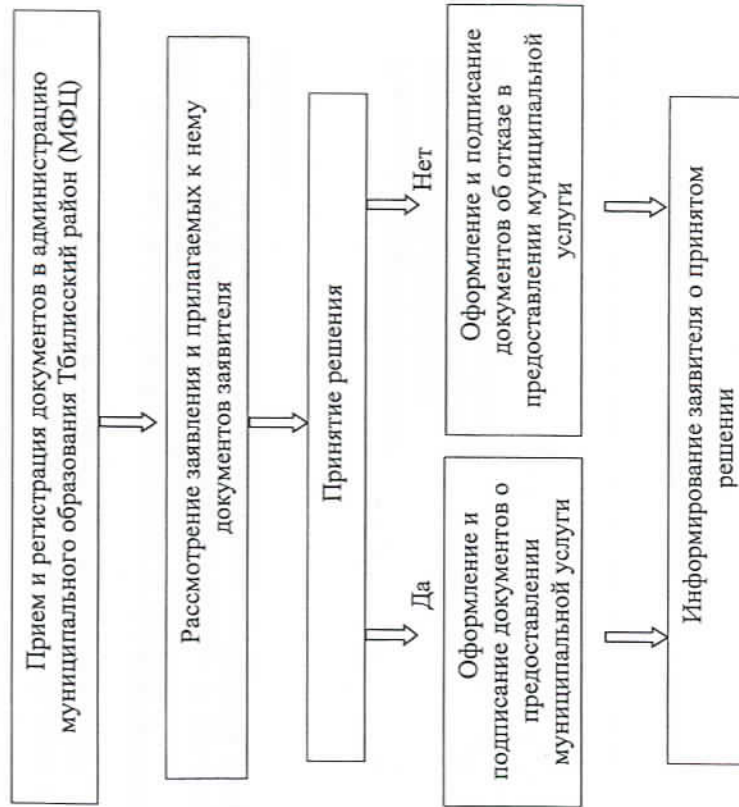 Прием и регистрация документов в администрацию
муниципального образования Тбилисский район (МФЦ)
Рассмотрение заявления и прилагаемых к нему
документов заявителя
Принятие решения
Да
Нет
Оформление и
подписание документов о
предоставлении
муниципальной услуги
Оформление и подписание
документов об отказе в
предоставлении муниципальной
услуги
Информирование заявителя о принятом
решении